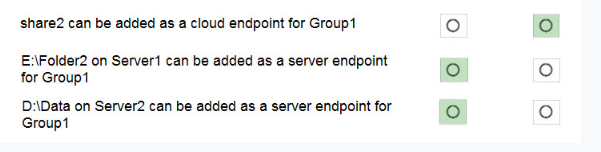 share2 can be added as a cloud endpoint for Group1
E:\Folder2 on Server1 can be added as a server endpoint
for Group1
D:\Data on Server2 can be added as a server endpoint for
Group1